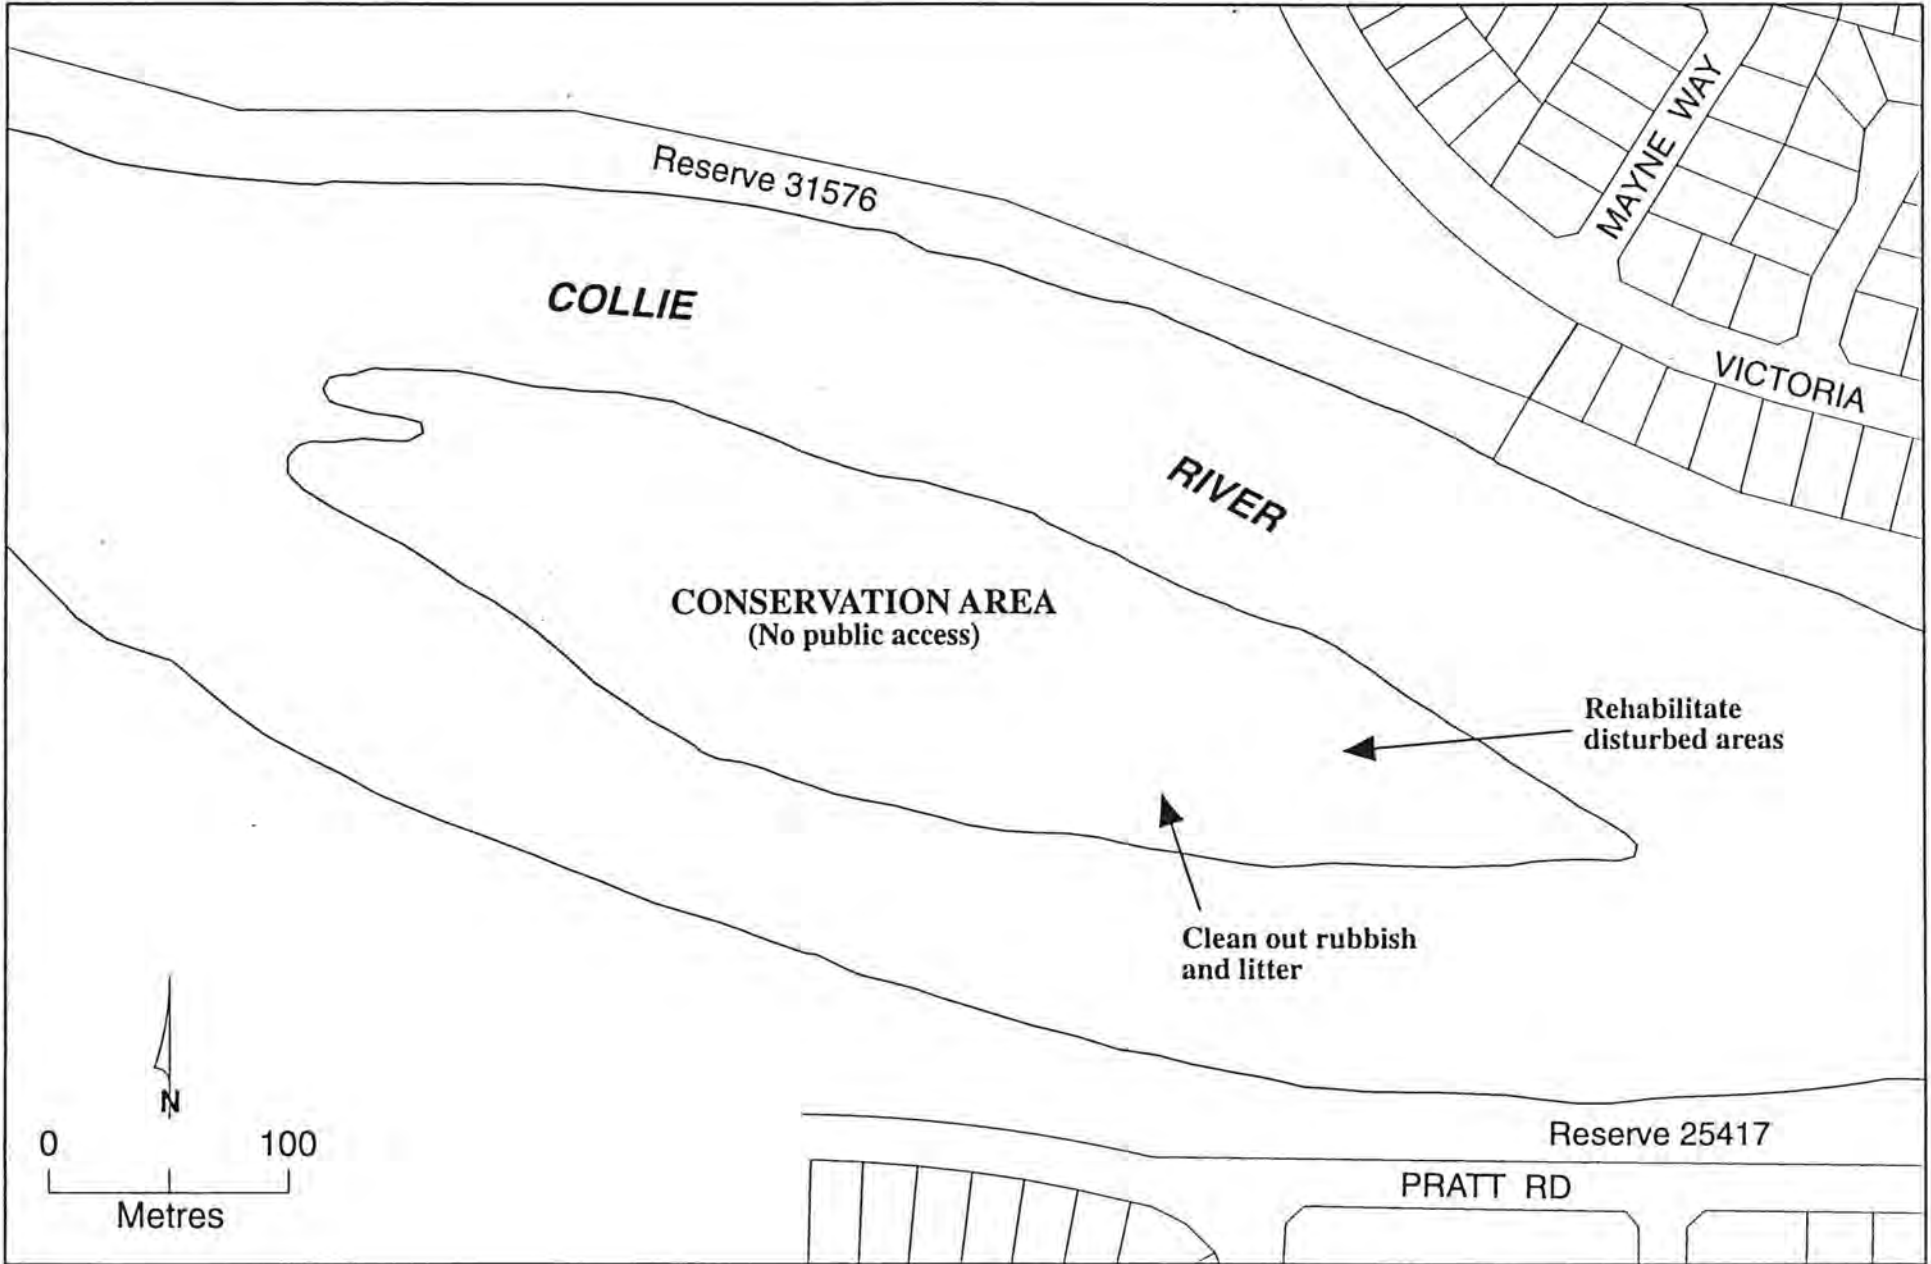 MAYNE WAY
Reserve 31576
COLLIE
VICTORIA
RIVER
CONSERVATION AREA
(No public access)
Rehabilitate
disturbed areas
Clean out rubbish
and litter
N
0 100
Metres
Reserve 25417
PRATT RD